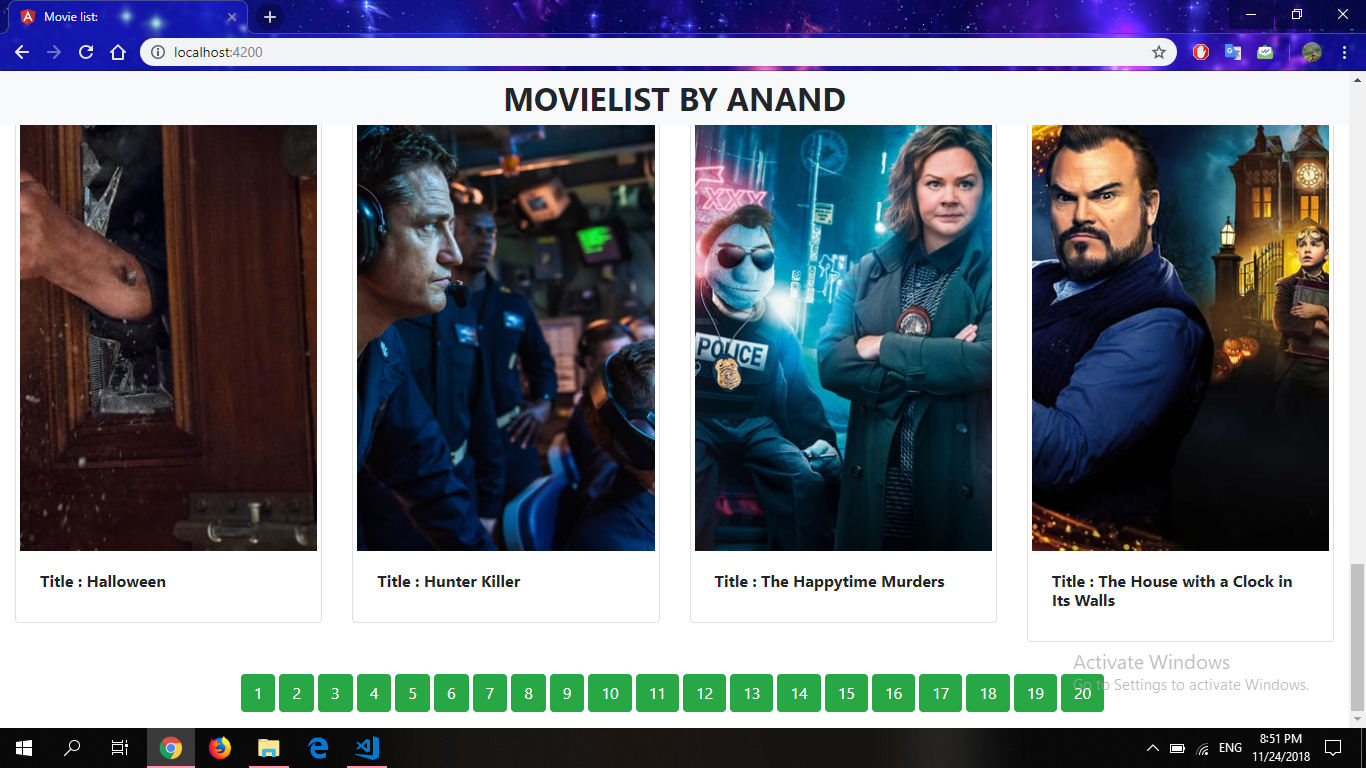 Movie list:
localhost:4200
MOVIELIST BY ANAND
XXX
POLICE
Title : Halloween
Title : Hunter Killer
Title : The Happytime Murders
Title : The House with a Clock in
Its Walls
1 2 3 4 5 6 7 8 9 10 11 12 13 14 15 16 17 18 19 20
Activate Windows
Go to Settings to activate Windows.
ENG
8:51 PM
11/24/2018